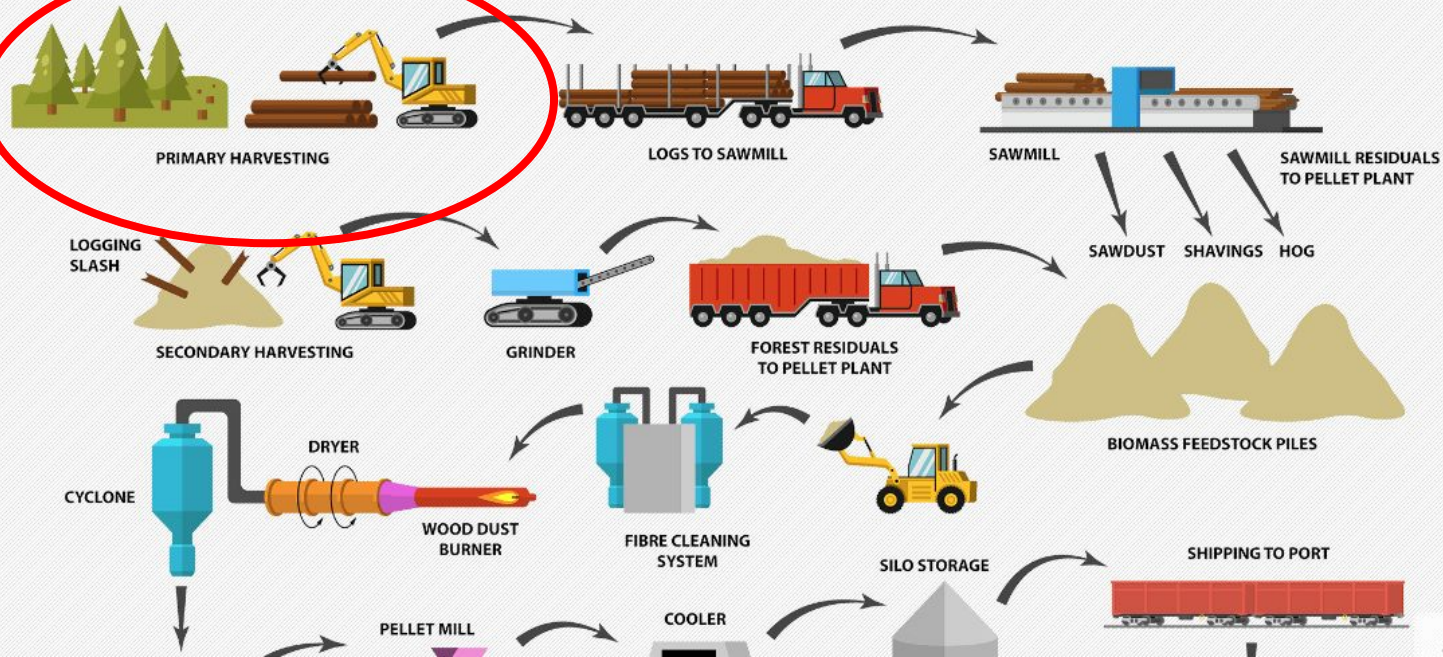 PRIMARY HARVESTING
LOGS TO SAWMILL
SAWMILL
SAWMILL RESIDUALS
TO PELLET PLANT
SAWDUST
SHAVINGS
HOG
LOGGING
SLASH
SECONDARY HARVESTING
GRINDER
FOREST RESIDUALS
TO PELLET PLANT
BIOMASS FEEDSTOCK PILES
FIBRE CLEANING
SYSTEM
WOOD DUST
BURNER
DRYER
CYCLONE
PELLET MILL
COOLER
SILO STORAGE
SHIPPING TO PORT